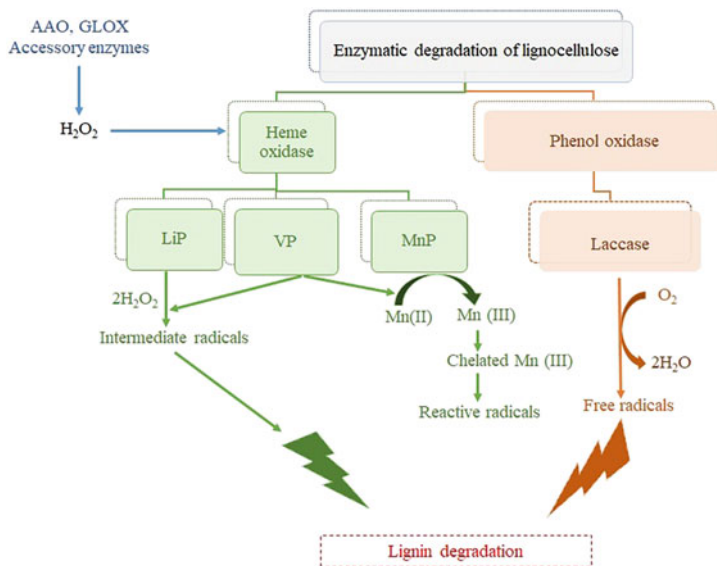 AAO, GLOX
Accessory enzymes
Enzymatic degradation of lignocellulose
H₂O₂
Heme
oxidase
Phenol oxidase
LiP
VP
MnP
Laccase
2H₂O₂
Mn(II)
Mn (III)
O₂
Intermediate radicals
Chelated Mn (III)
2H₂O
Reactive radicals
Free radicals
Lignin degradation